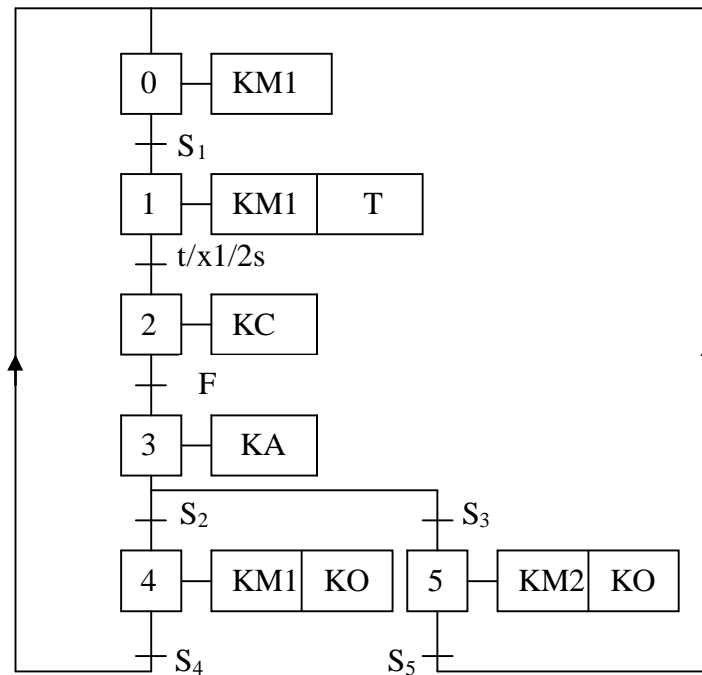 0 KM1
S₁
1 KM1 T
t/x1/2s
2 KC
F
3 KA
S₂ S₃
4 KM1 KO 5 KM2 KO
S₄ S₅